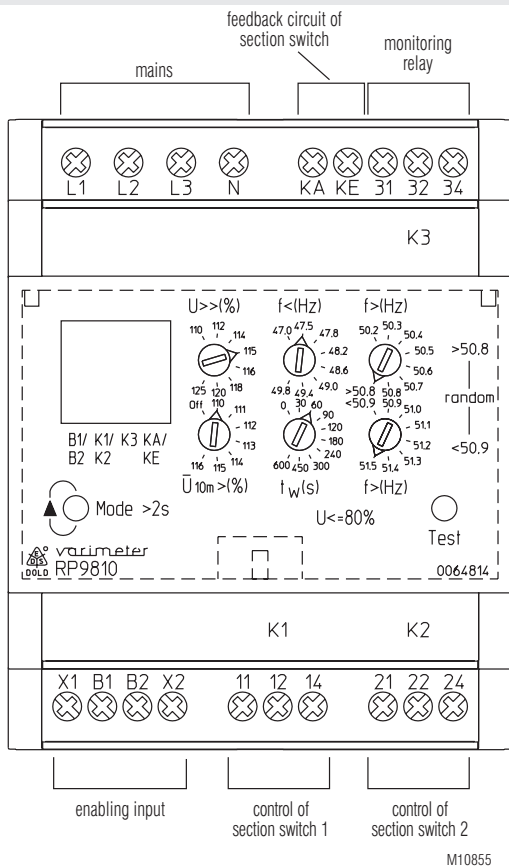 feedback circuit of
section switch
monitoring
relay
mains
L1 L2 L3 N KA KE 31 32 34
K3
U>>(%) f<(Hz) f>(Hz)
110 112 114 115 116 118 120 125
47.0 47.5 47.8 48.2 48.6 49.0 49.4 49.8
50.2 50.3 50.4 50.5 50.6 50.7 50.8 >50.8
>50.8
random
<50.9
Off 110 111 112 113 114 115 116
0 30 60 90 120 180 240 300 450 600
<50.9 50.9 51.0 51.1 51.2 51.3 51.4 51.5
Ū10m>(%) tw(s) f>(Hz)
B1/ K1/ K3 KA/
B2 K2 KE
Mode >2s
U<=80%
Test
varimeter
E D S
DOLD
RP9810
0064814
K1 K2
X1 B1 B2 X2 11 12 14 21 22 24
enabling input
control of
section switch 1
control of
section switch 2
M10855